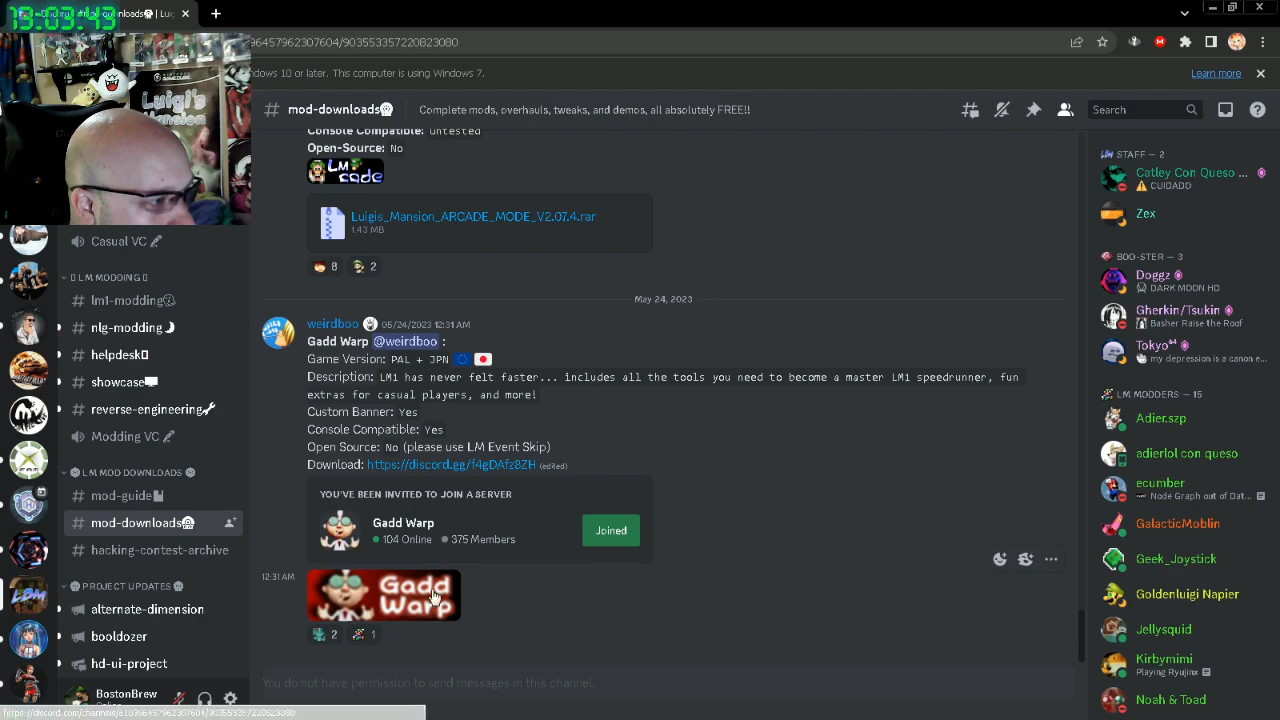 19:03:43
96457962307604/903553357220823080
ndows 10 or later. This computer is using Windows 7.
Learn more
Luigi's
Mansion
# mod-downloads
Complete mods, overhauls, tweaks, and demos, all absolutely FREE!!
Search
Console Compatible: Untested
Open-Source: No
Luigis_Mansion_ARCADE_MODE_V2.07.4.rar
1.43 MB
8
2
May 24, 2023
weirdboo 05/24/2023 12:31 AM
Gadd Warp @weirdboo :
Game Version: PAL + JPN
Description: LM1 has never felt faster... includes all the tools you need to become a master LM1 speedrunner, fun
extras for casual players, and more!
Custom Banner: Yes
Console Compatible: Yes
Open Source: No (please use LM Event Skip)
Download: https://discord.gg/f4gDAfz8ZH (edited)
YOU'VE BEEN INVITED TO JOIN A SERVER
Gadd Warp
104 Online 375 Members
Joined
12:31 AM
Gadd
Warp
2
1
You do not have permission to send messages in this channel.
Casual VC
LM MODDING
# lm1-modding
# nlg-modding
# helpdesk
# showcase
# reverse-engineering
Modding VC
LM MOD DOWNLOADS
# mod-guide
# mod-downloads
# hacking-contest-archive
PROJECT UPDATES
alternate-dimension
booldozer
hd-ui-project
BostonBrew
STAFF — 2
Catley Con Queso ...
CUIDADO
Zex
BOO-STER — 3
Doggz
DARK MOON HD
Gherkin/Tsukin
Basher Raise the Roof
Tokyo
my depression is a canon e...
LM MODDERS — 15
Adier.szp
adierlol con queso
ecumber
Node Graph out of Dat...
GalacticMoblin
Geek_Joystick
Goldenluigi Napier
Jellysquid
Kirbymimi
Playing Ryujinx
Noah & Toad